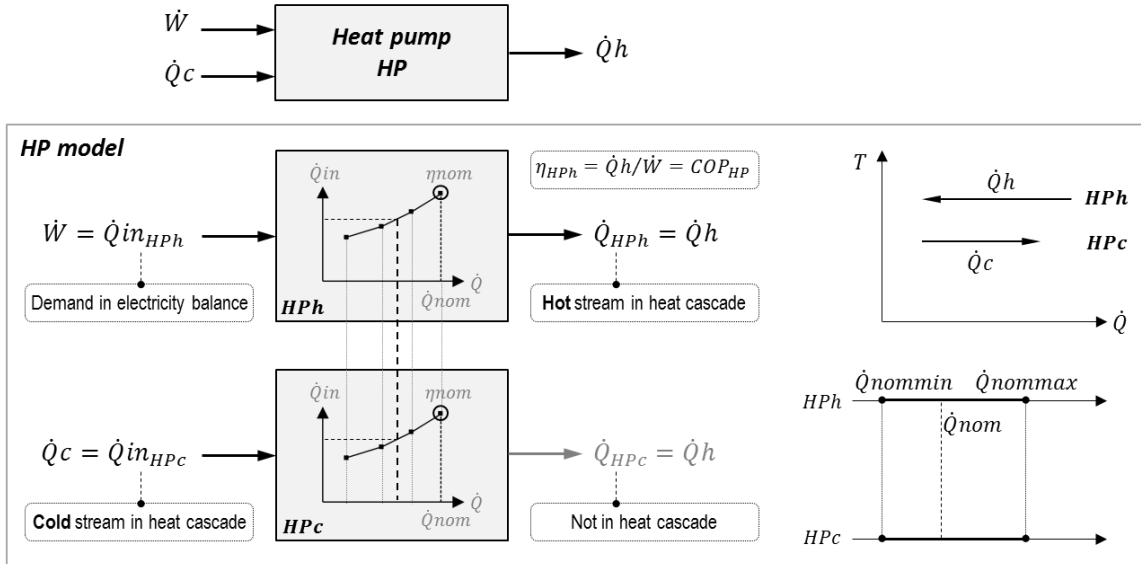 Ẇ
Q̇c
Heat pump
HP
Q̇h
HP model
Ẇ = Q̇in_HPh
Demand in electricity balance
Q̇in
ηnom
Q̇
Q̇nom
HPh
η_HPh = Q̇h/Ẇ = COP_HP
Q̇_HPh = Q̇h
Hot stream in heat cascade
T
Q̇h
HPh
HPc
Q̇c
Q̇
Q̇c = Q̇in_HPc
Cold stream in heat cascade
Q̇in
ηnom
Q̇
Q̇nom
HPc
Q̇_HPc = Q̇h
Not in heat cascade
Q̇nommin Q̇nommax
HPh
Q̇nom
HPc